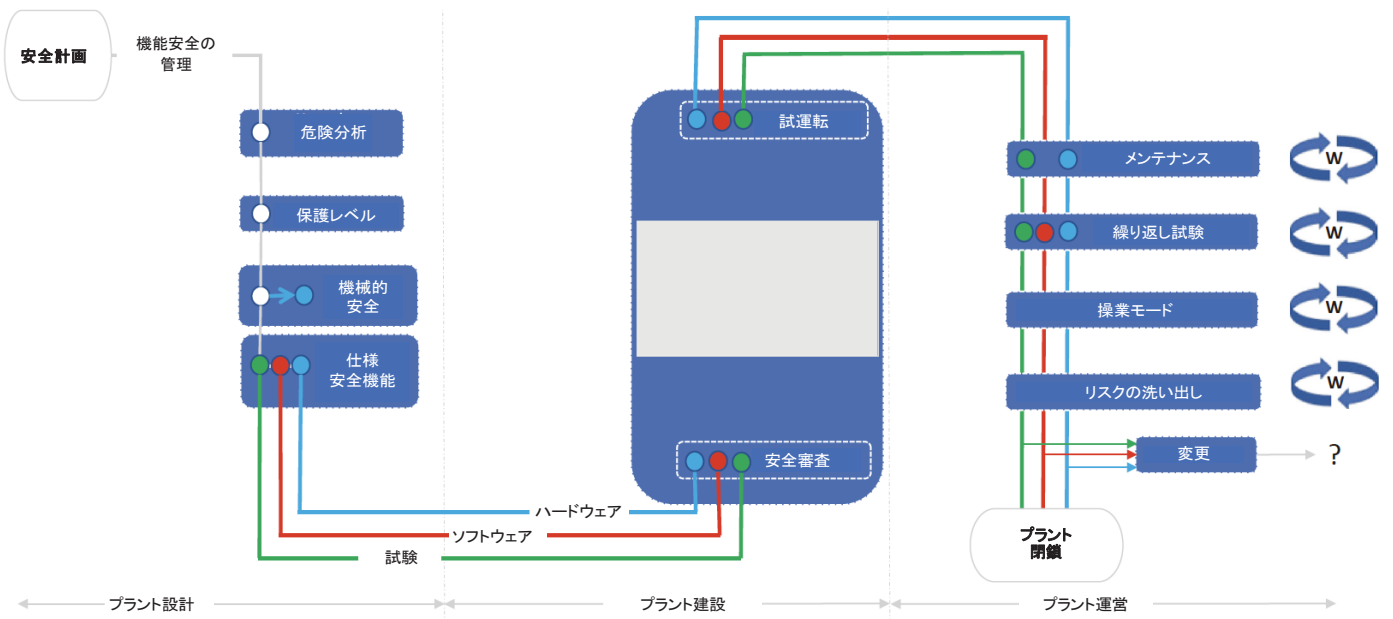 安全計画
機能安全の
管理
危険分析
保護レベル
機械的
安全
仕様
安全機能
試運転
安全審査
ハードウェア
ソフトウェア
試験
メンテナンス
W
繰り返し試験
W
操業モード
W
リスクの洗い出し
W
変更
?
プラント
閉鎖
プラント設計
プラント建設
プラント運営